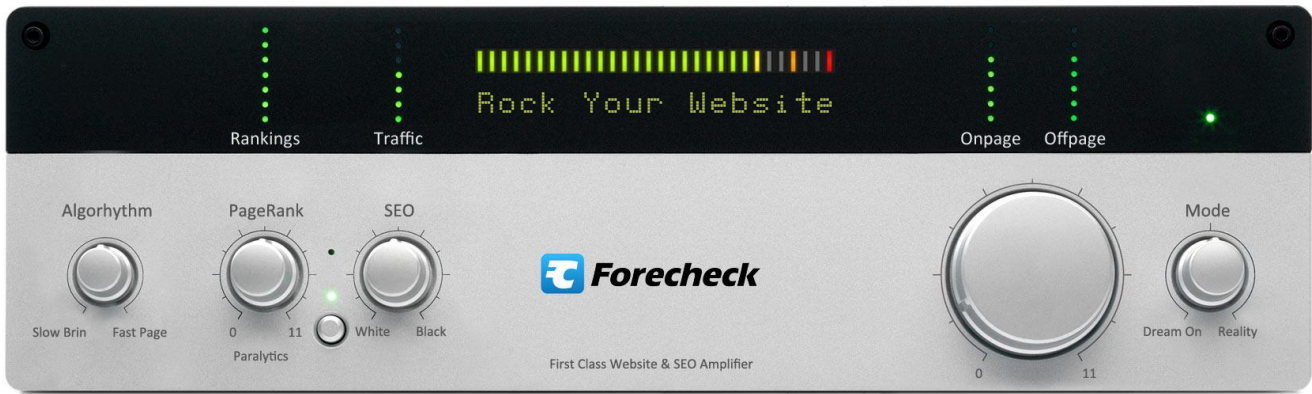 Rock Your Website
Rankings
Traffic
Onpage
Offpage
Algorhythm
PageRank
SEO
Mode
Forecheck
Slow Brin
Fast Page
0
11
White
Black
Dream On
Reality
Paralytics
First Class Website & SEO Amplifier
0
11